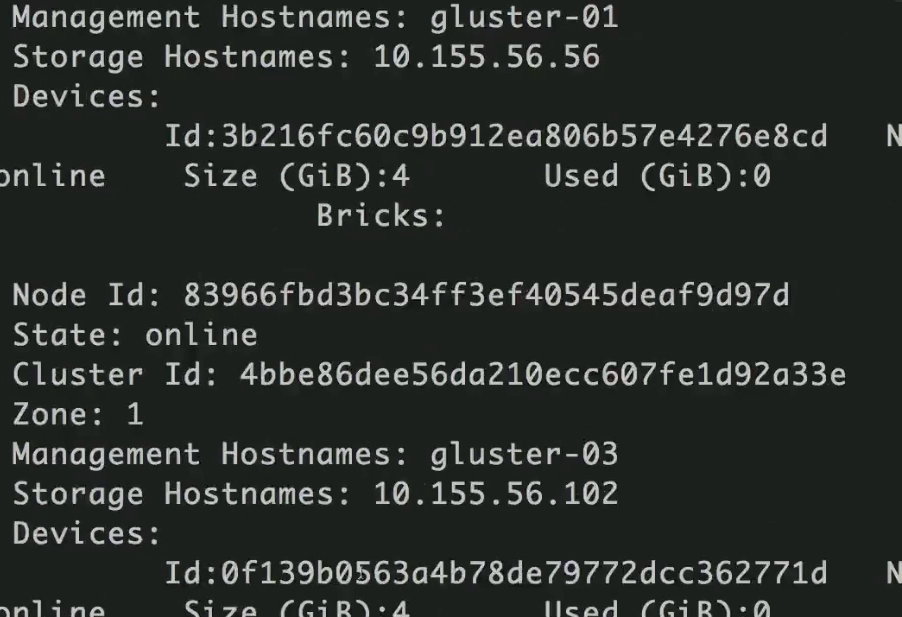 Management Hostnames: gluster-01
Storage Hostnames: 10.155.56.56
Devices:
Id:3b216fc60c9b912ea806b57e4276e8cd N
online Size (GiB):4 Used (GiB):0
Bricks:
Node Id: 83966fbd3bc34ff3ef40545deaf9d97d
State: online
Cluster Id: 4bbe86dee56da210ecc607fe1d92a33e
Zone: 1
Management Hostnames: gluster-03
Storage Hostnames: 10.155.56.102
Devices:
Id:0f139b0563a4b78de79772dcc362771d N
online Size (GiB):4 Used (GiB):0